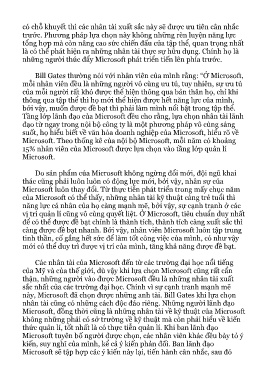 có chỗ khuyết thì các nhân tài xuất sắc này sẽ được ưu tiên cân nhắc
trước. Phương pháp lựa chọn này không những rèn luyện năng lực
tổng hợp mà còn nâng cao sức chiến đấu của tập thể, quan trọng nhất
là có thể phát hiện ra những nhân tài thực sự hữu dụng. Chính họ là
những người thúc đẩy Microsoft phát triển tiến lên phía trước.
Bill Gates thường nói với nhân viên của mình rằng: "Ở Microsoft,
mỗi nhân viên đều là những người vô cùng ưu tú, tuy nhiên, sự ưu tú
của mỗi người rất khó được thể hiện thông qua bản thân họ, chỉ khi
thông qua tập thể thì họ mới thể hiện được hết năng lực của mình,
bởi vậy, muốn được đề bạt thì phải làm mình nổi bật trong tập thể.
Tầng lớp lãnh đạo của Microsoft đều cho rằng, lựa chọn nhân tài lãnh
đạo từ ngay trong nội bộ công ty là một phương pháp vô cùng sáng
suốt, họ hiểu biết về văn hóa doanh nghiệp của Microsoft, hiểu rõ về
Microsoft. Theo thống kê của nội bộ Microsoft, mỗi năm có khoảng
15% nhân viên của Microsoft được lựa chọn vào tầng lớp quản lí
Microsoft.
Do sản phẩm của Microsoft không ngừng đổi mới, đội ngũ khai
thác cũng phải luôn luôn có động lực mới, bởi vậy, nhân sự của
Microsoft luôn thay đổi. Từ thực tiễn phát triển trong mấy chục năm
của Microsoft có thể thấy, những nhân tài kỹ thuật càng trẻ tuổi thì
năng lực cá nhân của họ càng mạnh mẽ, bởi vậy, sự cạnh tranh ở các
vị trí quản lí cũng vô cùng quyết liệt. Ở Microsoft, tiêu chuẩn duy nhất
để có thể được đề bạt chính là thành tích, thành tích càng xuất sắc thì
càng được đề bạt nhanh. Bởi vậy, nhân viên Microsoft luôn tập trung
tinh thần, cố gắng hết sức để làm tốt công việc của mình, có như vậy
mới có thể duy trì được vị trí của mình, tăng khả năng được đề bạt.
Các nhân tài của Microsoft đến từ các trường đại học nổi tiếng
của Mỹ và của thế giới, do vậy khi lựa chọn Microsoft cũng rất cẩn
thận, những người vào được Microsoft đều là những nhân tài xuất
sắc nhất của các trường đại học. Chính vì sự cạnh tranh mạnh mẽ
này, Microsoft đã chọn được những anh tài. Bill Gates khi lựa chọn
nhân tài cũng có những cách độc đáo riêng. Những người lãnh đạo
Microsoft, đồng thời cũng là những nhân tài về kỹ thuật của Microsoft
không những phải có sở trường về kỹ thuật mà còn phải hiểu về kiến
thức quản lí, tốt nhất là có thực tiễn quản lí. Khi ban lãnh đạo
Microsoft tuyên bố người được chọn, các nhân viên khác đều bày tỏ ý
kiến, suy nghĩ của mình, kể cả ý kiến phản đối. Ban lãnh đạo
Microsoft sẽ tập hợp các ý kiến này lại, tiến hành cân nhắc, sau đó